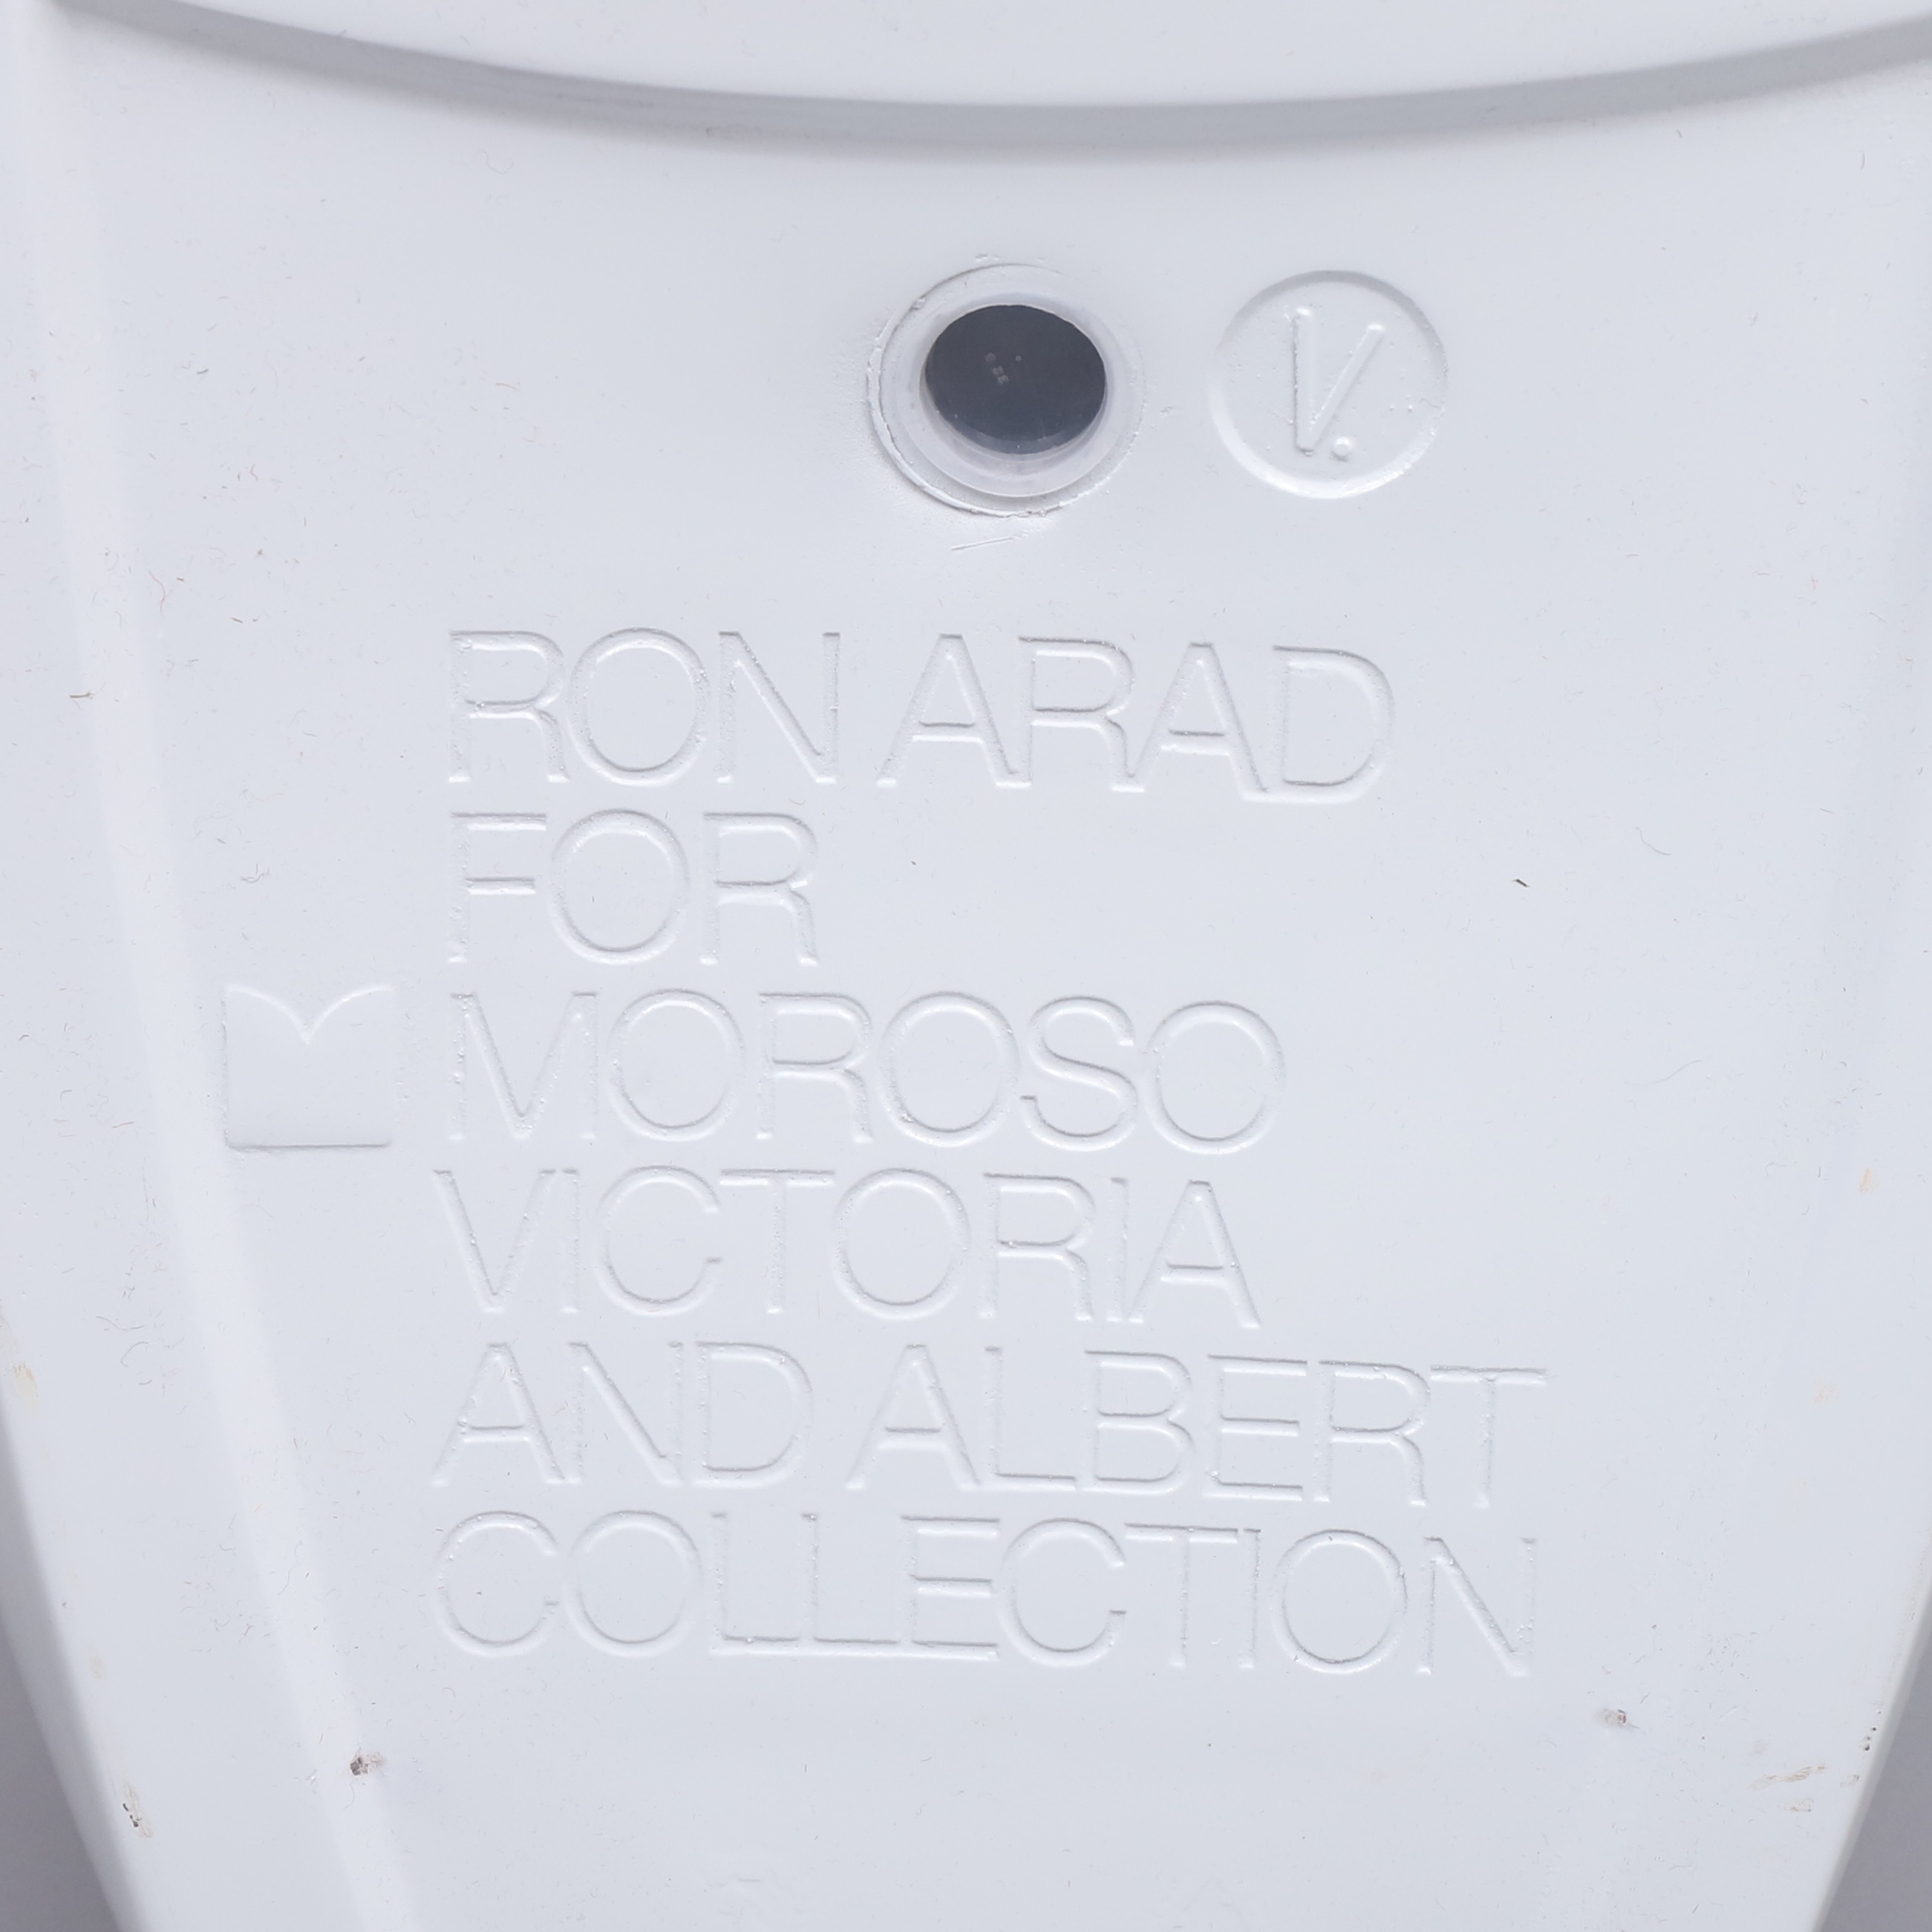 V.
RON ARAD
FOR
MOROSO
VICTORIA
AND ALBERT
COLLECTION